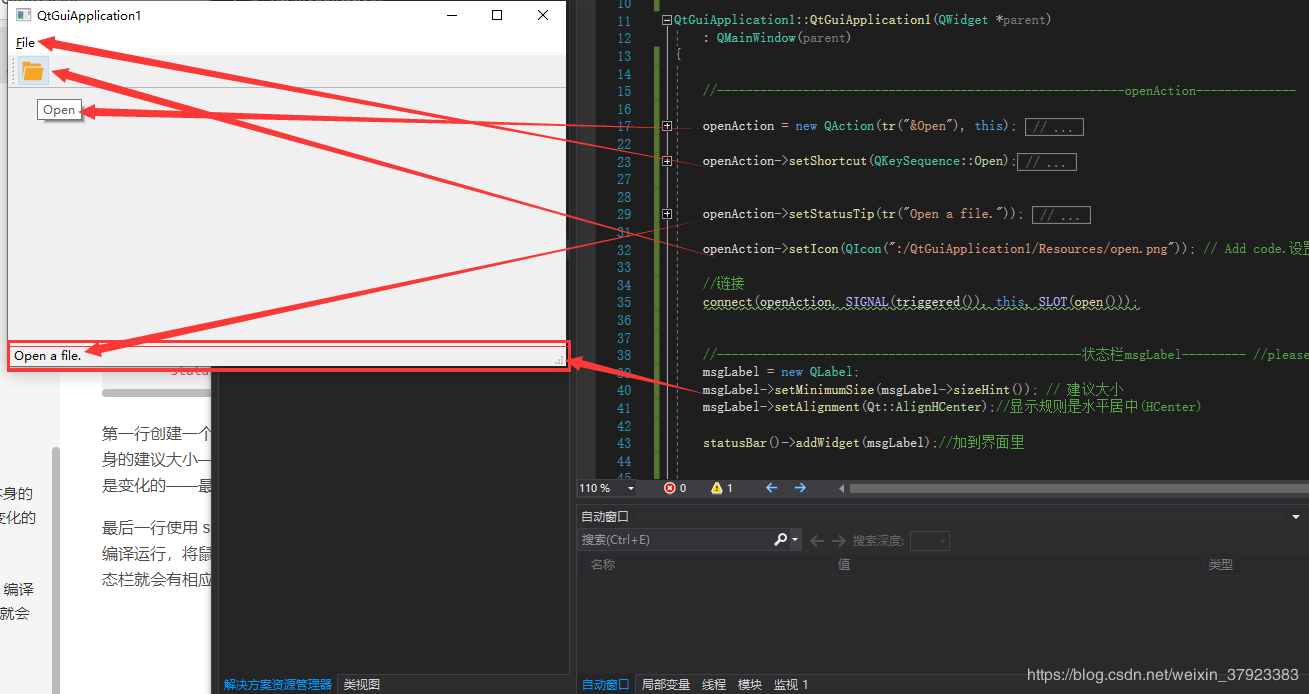 QtGuiApplication1
File
Open
Open a file.
第一行创建一个
身的建议大小—
是变化的——最
最后一行使用 s
编译运行，将鼠
态栏就会有相应
本身的
变化的
编译
就会
10
11 QtGuiApplication1::QtGuiApplication1(QWidget *parent)
12 : QMainWindow(parent)
13 {
14
15 //---------------------------------------------------------openAction--------------
16
17 openAction = new QAction(tr("&Open"), this); // ...
22
23 openAction->setShortcut(QKeySequence::Open); // ...
27
28
29 openAction->setStatusTip(tr("Open a file.")); // ...
31
32 openAction->setIcon(QIcon(":/QtGuiApplication1/Resources/open.png")); // Add code.设置
33
34 //链接
35 connect(openAction, SIGNAL(triggered()), this, SLOT(open()));
36
37
38 //---------------------------------------------------状态栏msgLabel--------- //please
39 msgLabel = new QLabel;
40 msgLabel->setMinimumSize(msgLabel->sizeHint()); // 建议大小
41 msgLabel->setAlignment(Qt::AlignHCenter);//显示规则是水平居中(HCenter)
42
43 statusBar()->addWidget(msgLabel);//加到界面里
44
45
110 % 0 1
自动窗口
搜索(Ctrl+E) 搜索深度:
名称 值 类型
解决方案资源管理器 类视图
自动窗口 局部变量 线程 模块 监视 1
https://blog.csdn.net/weixin_37923383